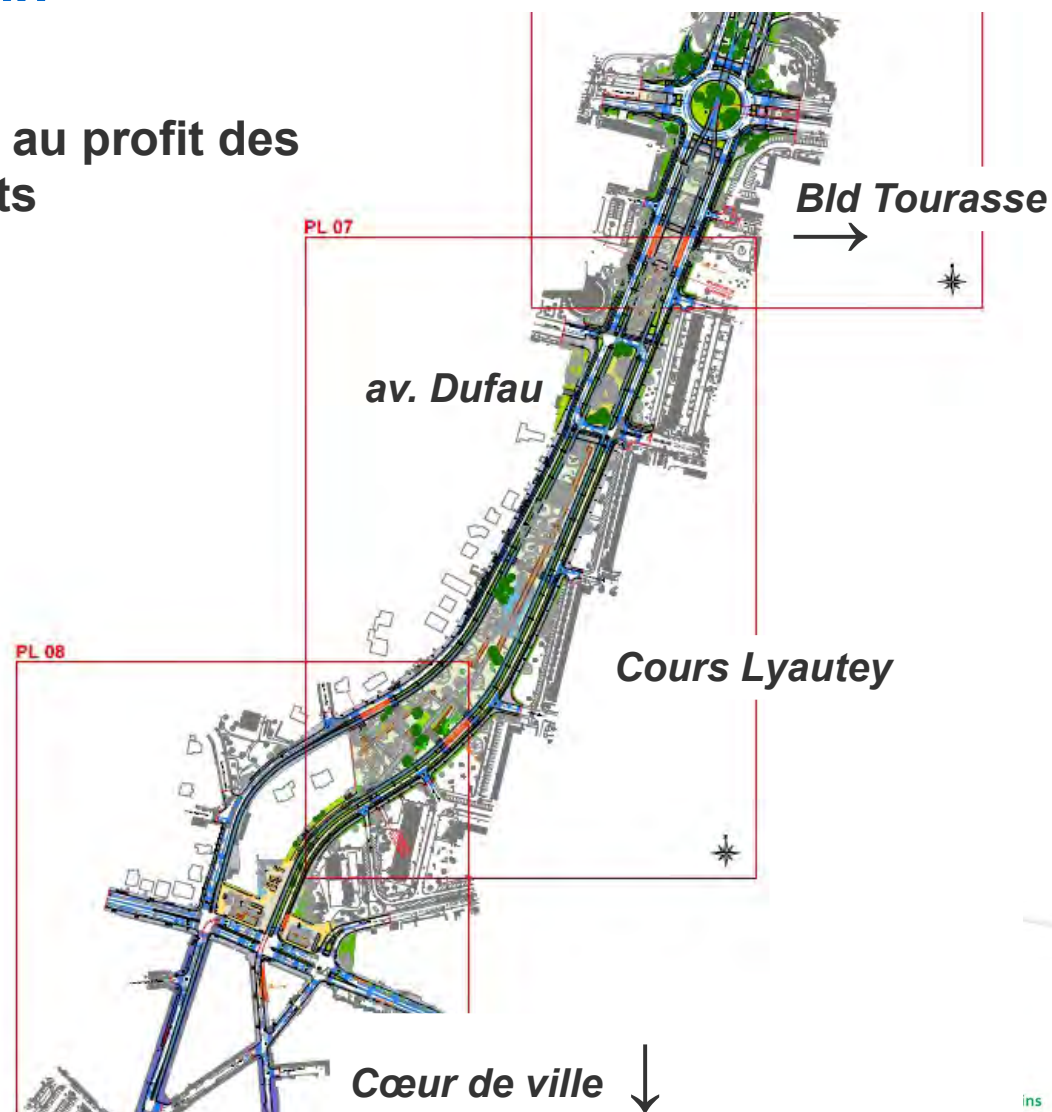 au profit des
ts
Bld Tourasse
→
PL 07
av. Dufau
Cours Lyautey
PL 08
Cœur de ville ↓
ins